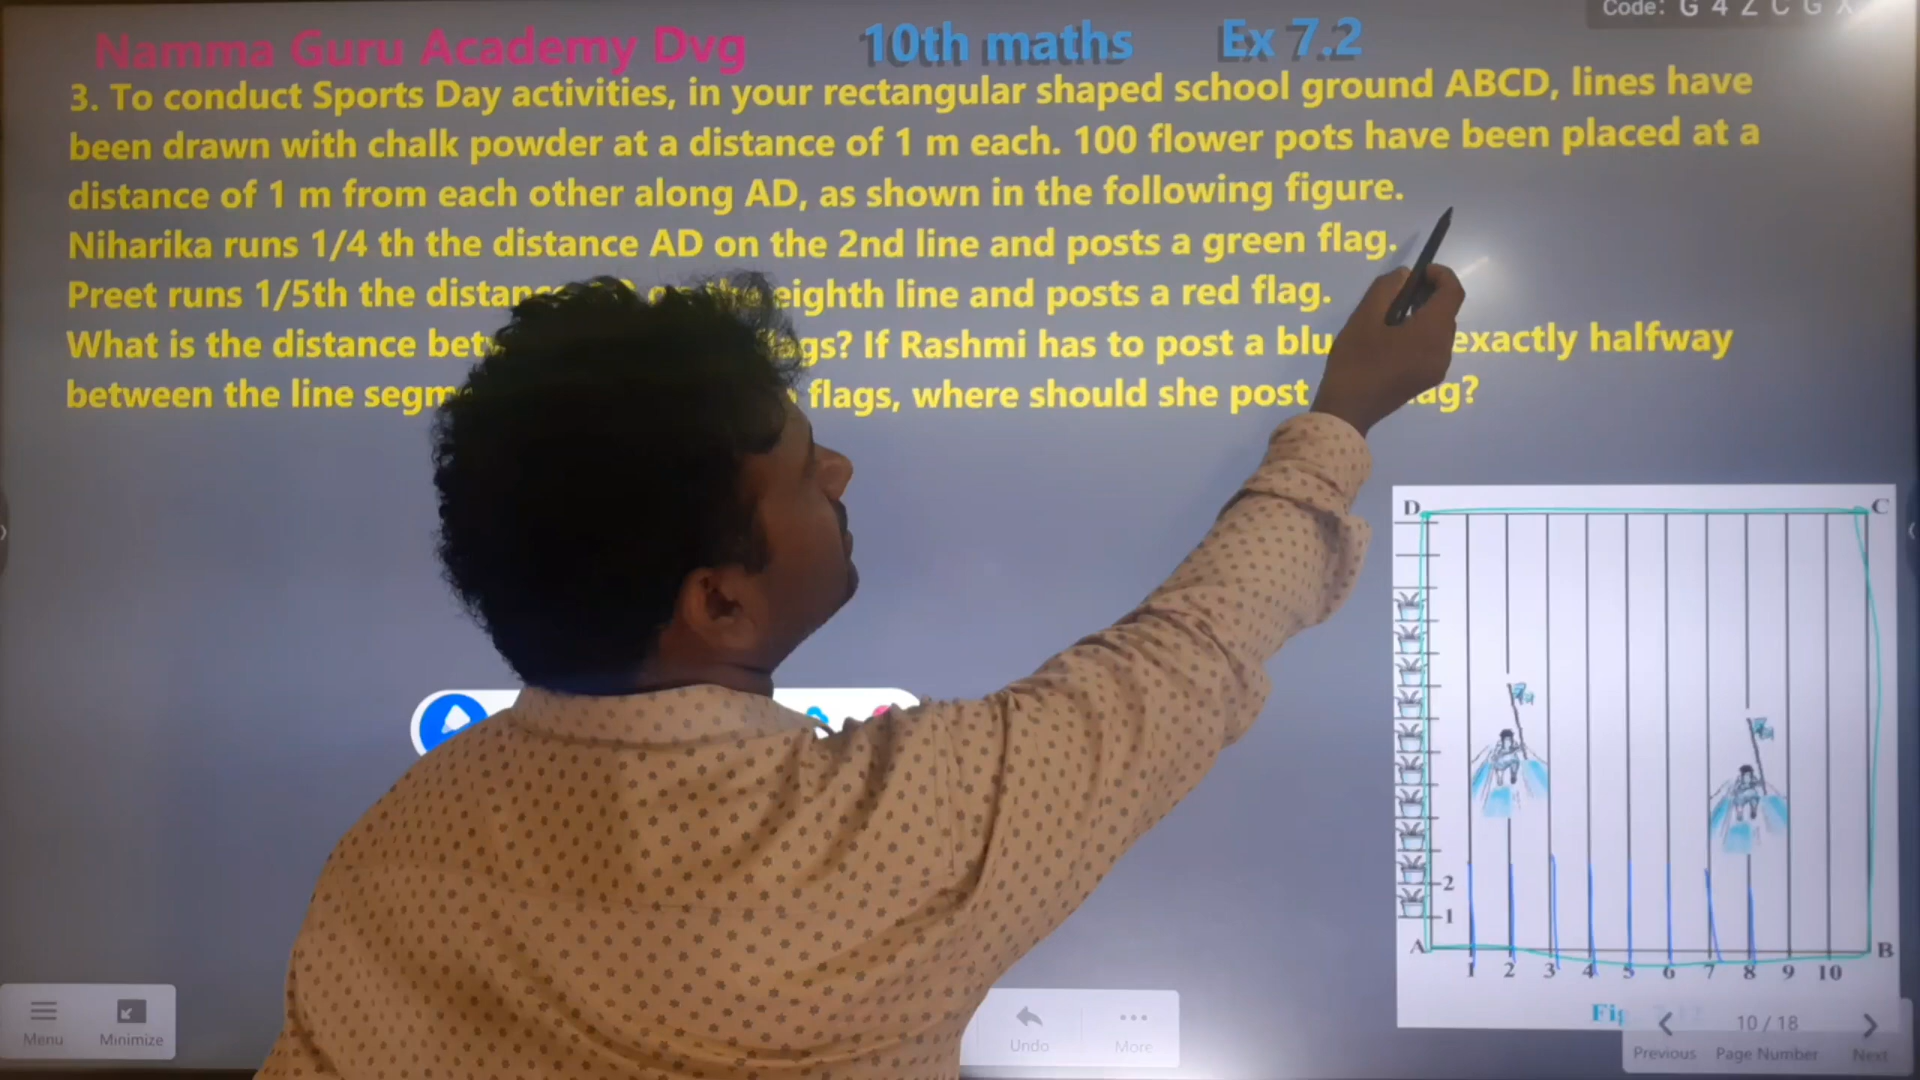 Code: G 4 Z C G X
Namma Guru Academy Dvg 10th maths Ex 7.2
3. To conduct Sports Day activities, in your rectangular shaped school ground ABCD, lines have
been drawn with chalk powder at a distance of 1 m each. 100 flower pots have been placed at a
distance of 1 m from each other along AD, as shown in the following figure.
Niharika runs 1/4 th the distance AD on the 2nd line and posts a green flag.
Preet runs 1/5th the eighth line and posts a red flag.
What is the distance If Rashmi has to post a exactly halfway
between the line flags, where should she post
D C
2
1
A B
1 2 3 4 5 6 7 8 9 10
Menu Minimize
Undo More
10 / 18
Previous Page Number Next